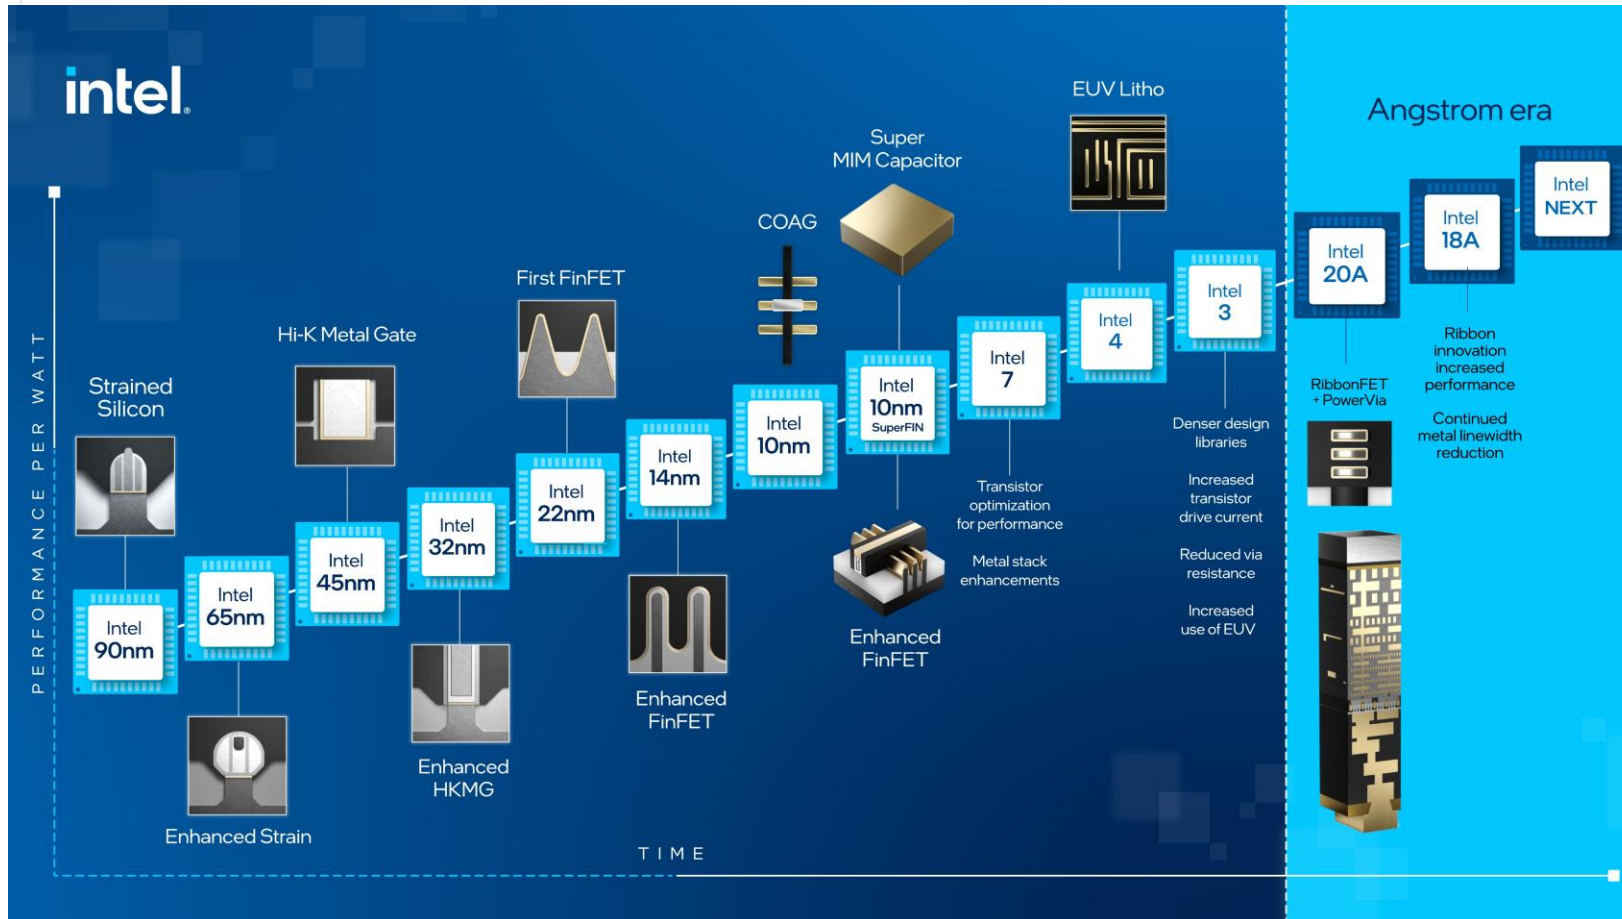 intel
PERFORMANCE PER WATT
Strained
Silicon
Intel
90nm
Intel
65nm
Enhanced Strain
Hi-K Metal Gate
Intel
45nm
Intel
32nm
Enhanced
HKMG
First FinFET
Intel
22nm
Intel
14nm
Enhanced
FinFET
COAG
Intel
10nm
Super
MIM Capacitor
Intel
10nm
SuperFIN
Enhanced
FinFET
Intel
7
Transistor
optimization
for performance
Metal stack
enhancements
EUV Litho
Intel
4
Intel
3
Denser design
libraries
Increased
transistor
drive current
Reduced via
resistance
Increased
use of EUV
Angstrom era
Intel
20A
RibbonFET
+ PowerVia
Intel
18A
Ribbon
innovation
increased
performance
Continued
metal linewidth
reduction
Intel
NEXT
TIME